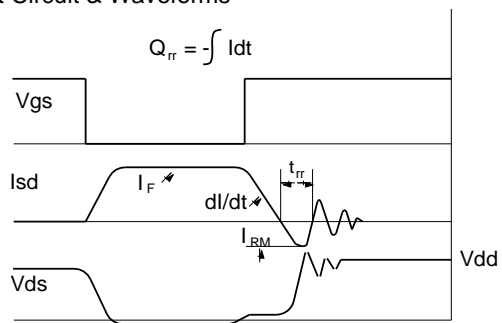 t Circuit & Waveforms
Qrr = -∫ Idt
Vgs
trr
Isd
IF
dI/dt
IRM
Vdd
Vds